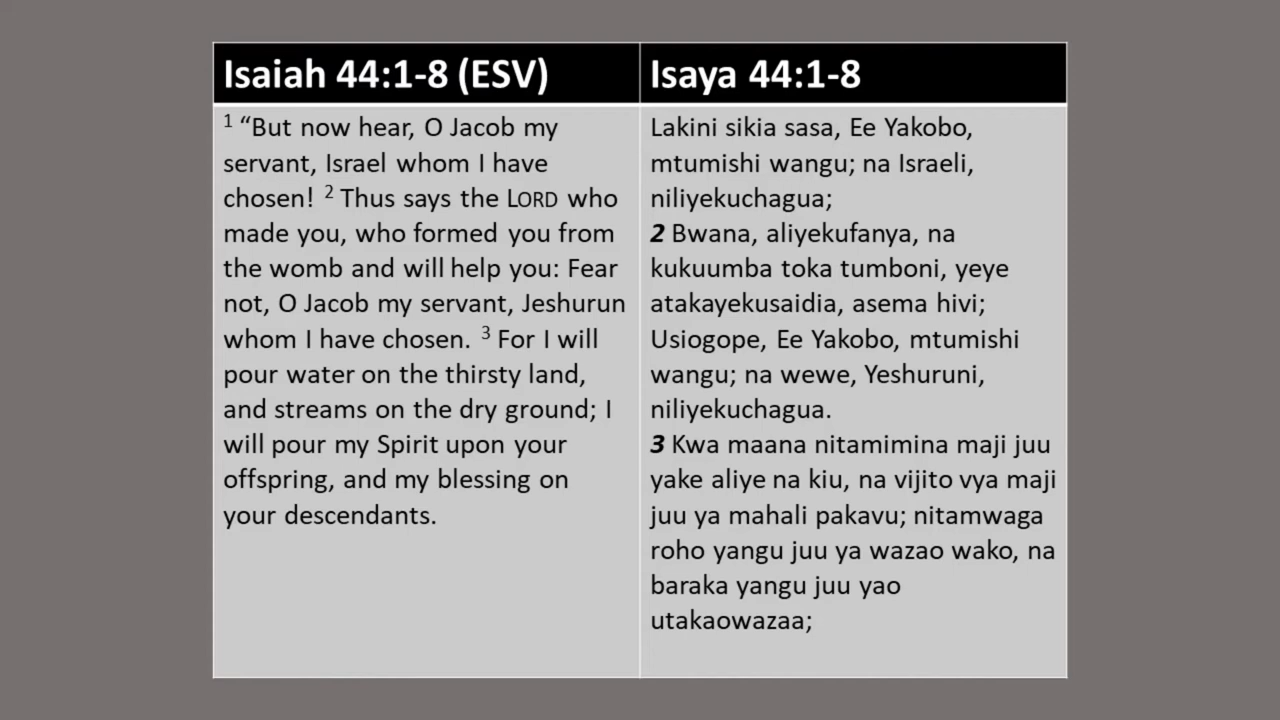 Isaiah 44:1-8 (ESV)
1 “But now hear, O Jacob my
servant, Israel whom I have
chosen! 2 Thus says the LORD who
made you, who formed you from
the womb and will help you: Fear
not, O Jacob my servant, Jeshurun
whom I have chosen. 3 For I will
pour water on the thirsty land,
and streams on the dry ground; I
will pour my Spirit upon your
offspring, and my blessing on
your descendants.
Isaya 44:1-8
Lakini sikia sasa, Ee Yakobo,
mtumishi wangu; na Israeli,
niliyekuchagua;
2 Bwana, aliyekufanya, na
kukuumba toka tumboni, yeye
atakayekusaidia, asema hivi;
Usiogope, Ee Yakobo, mtumishi
wangu; na wewe, Yeshuruni,
niliyekuchagua.
3 Kwa maana nitamimina maji juu
yake aliye na kiu, na vijito vya maji
juu ya mahali pakavu; nitamwaga
roho yangu juu ya wazao wako, na
baraka yangu juu yao
utakaowazaa;